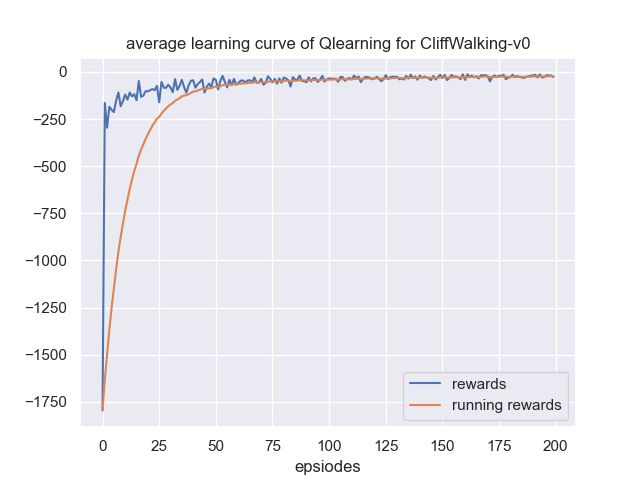 average learning curve of Qlearning for CliffWalking-v0
0
−250
−500
−750
−1000
−1250
−1500
−1750
rewards
running rewards
0 25 50 75 100 125 150 175 200
epsiodes